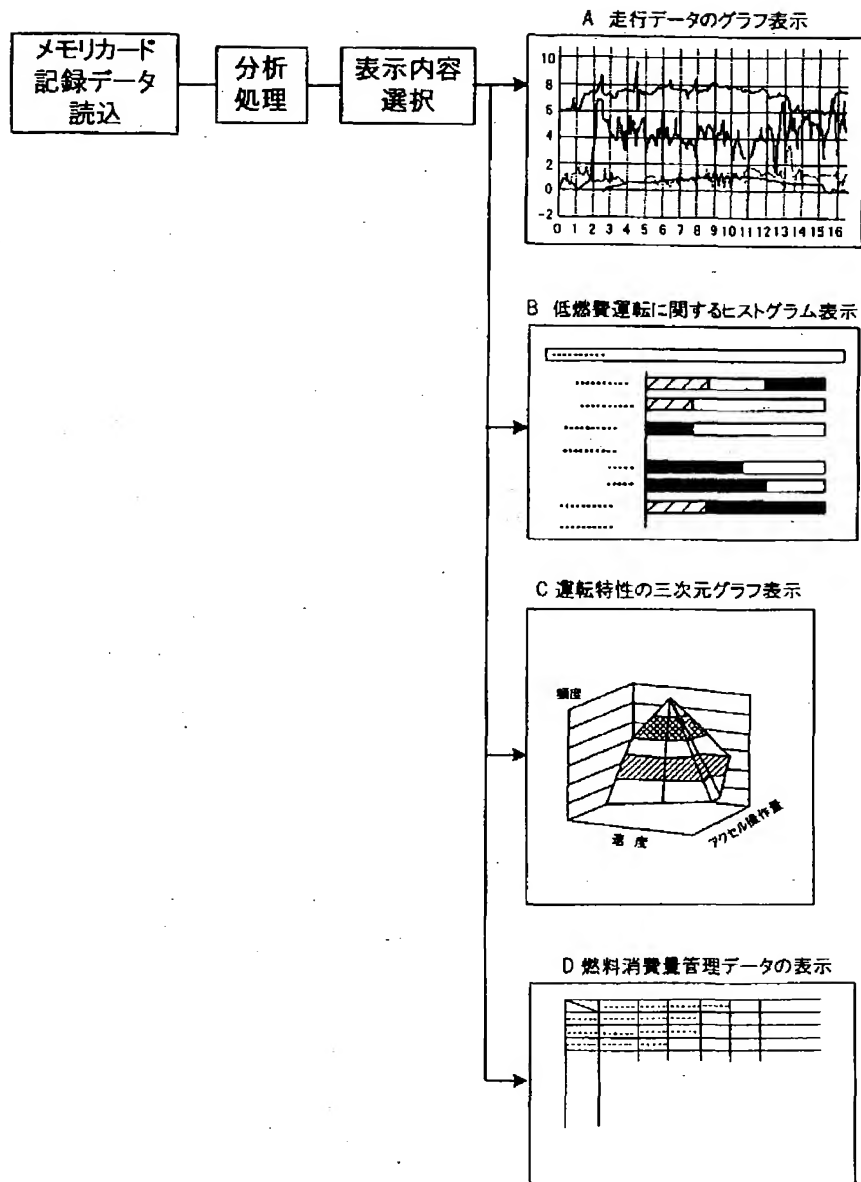 メモリカード
記録データ
読込
分析
処理
表示内容
選択
A 走行データのグラフ表示
10
8
6
4
2
0
-2
0 1 2 3 4 5 6 7 8 9 10 11 12 13 14 15 16
B 低燃費運転に関するヒストグラム表示
C 運転特性の三次元グラフ表示
頻度
速 度
アクセル操作量
D 燃料消費量管理データの表示